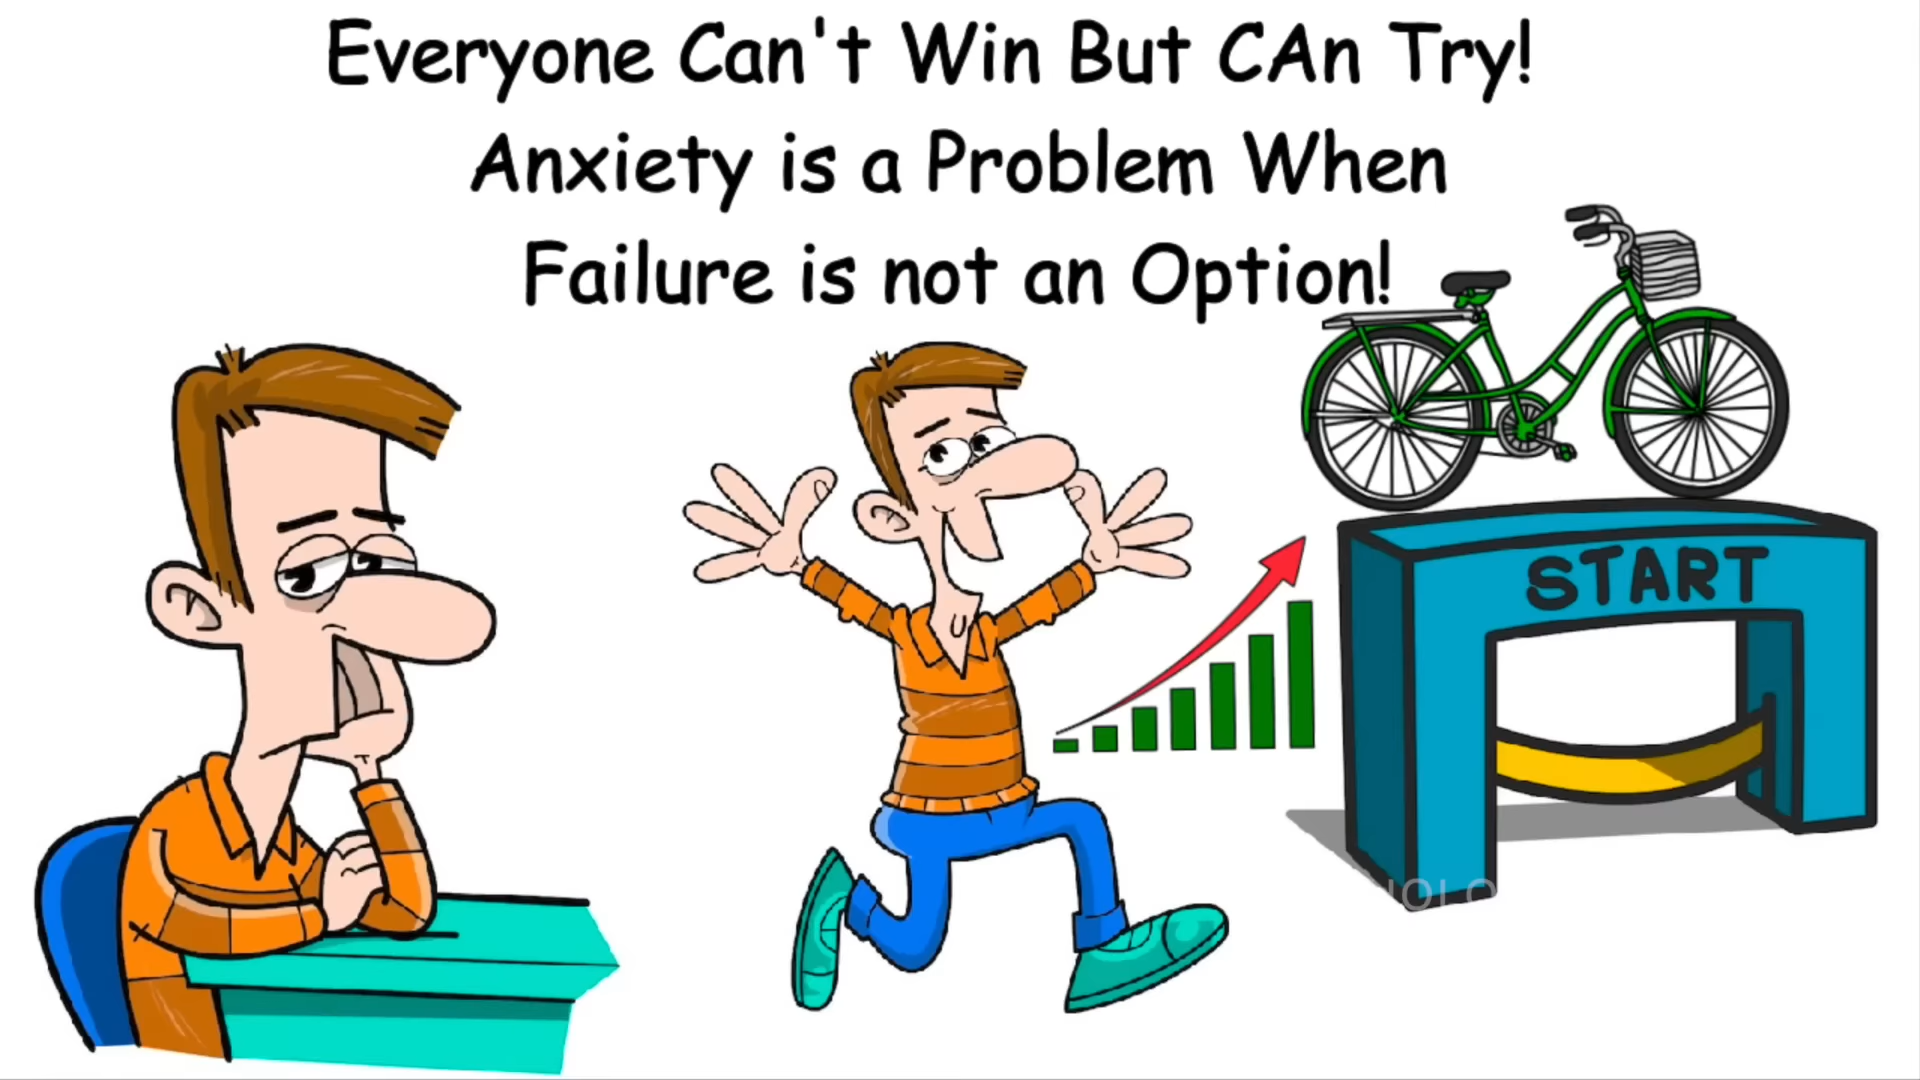 Everyone Can't Win But CAn Try!
Anxiety is a Problem When
Failure is not an Option!
START